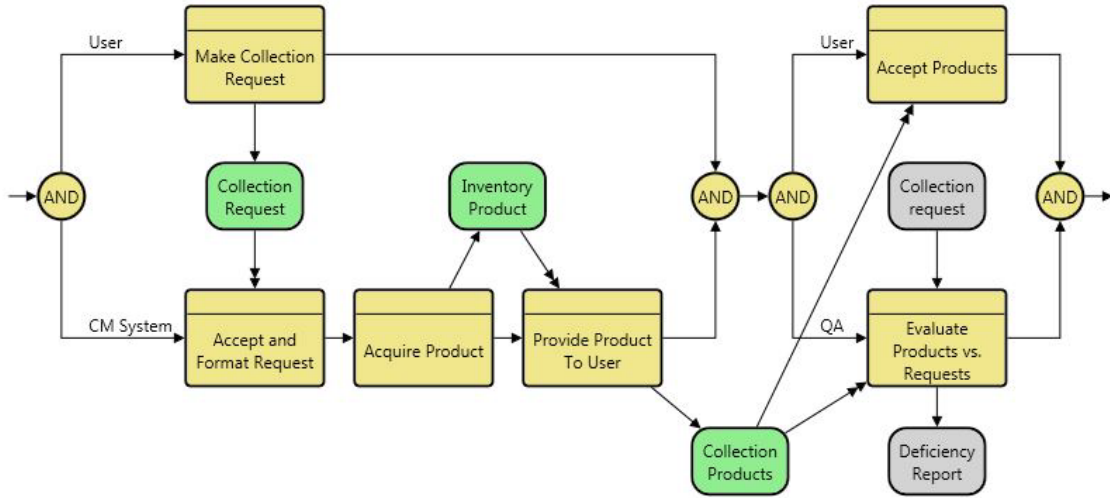 User
Make Collection
Request
User
Accept Products
AND
Collection
Request
Inventory
Product
AND
AND
Collection
request
AND
CM System
Accept and
Format Request
Acquire Product
Provide Product
To User
QA
Evaluate
Products vs.
Requests
Collection
Products
Deficiency
Report